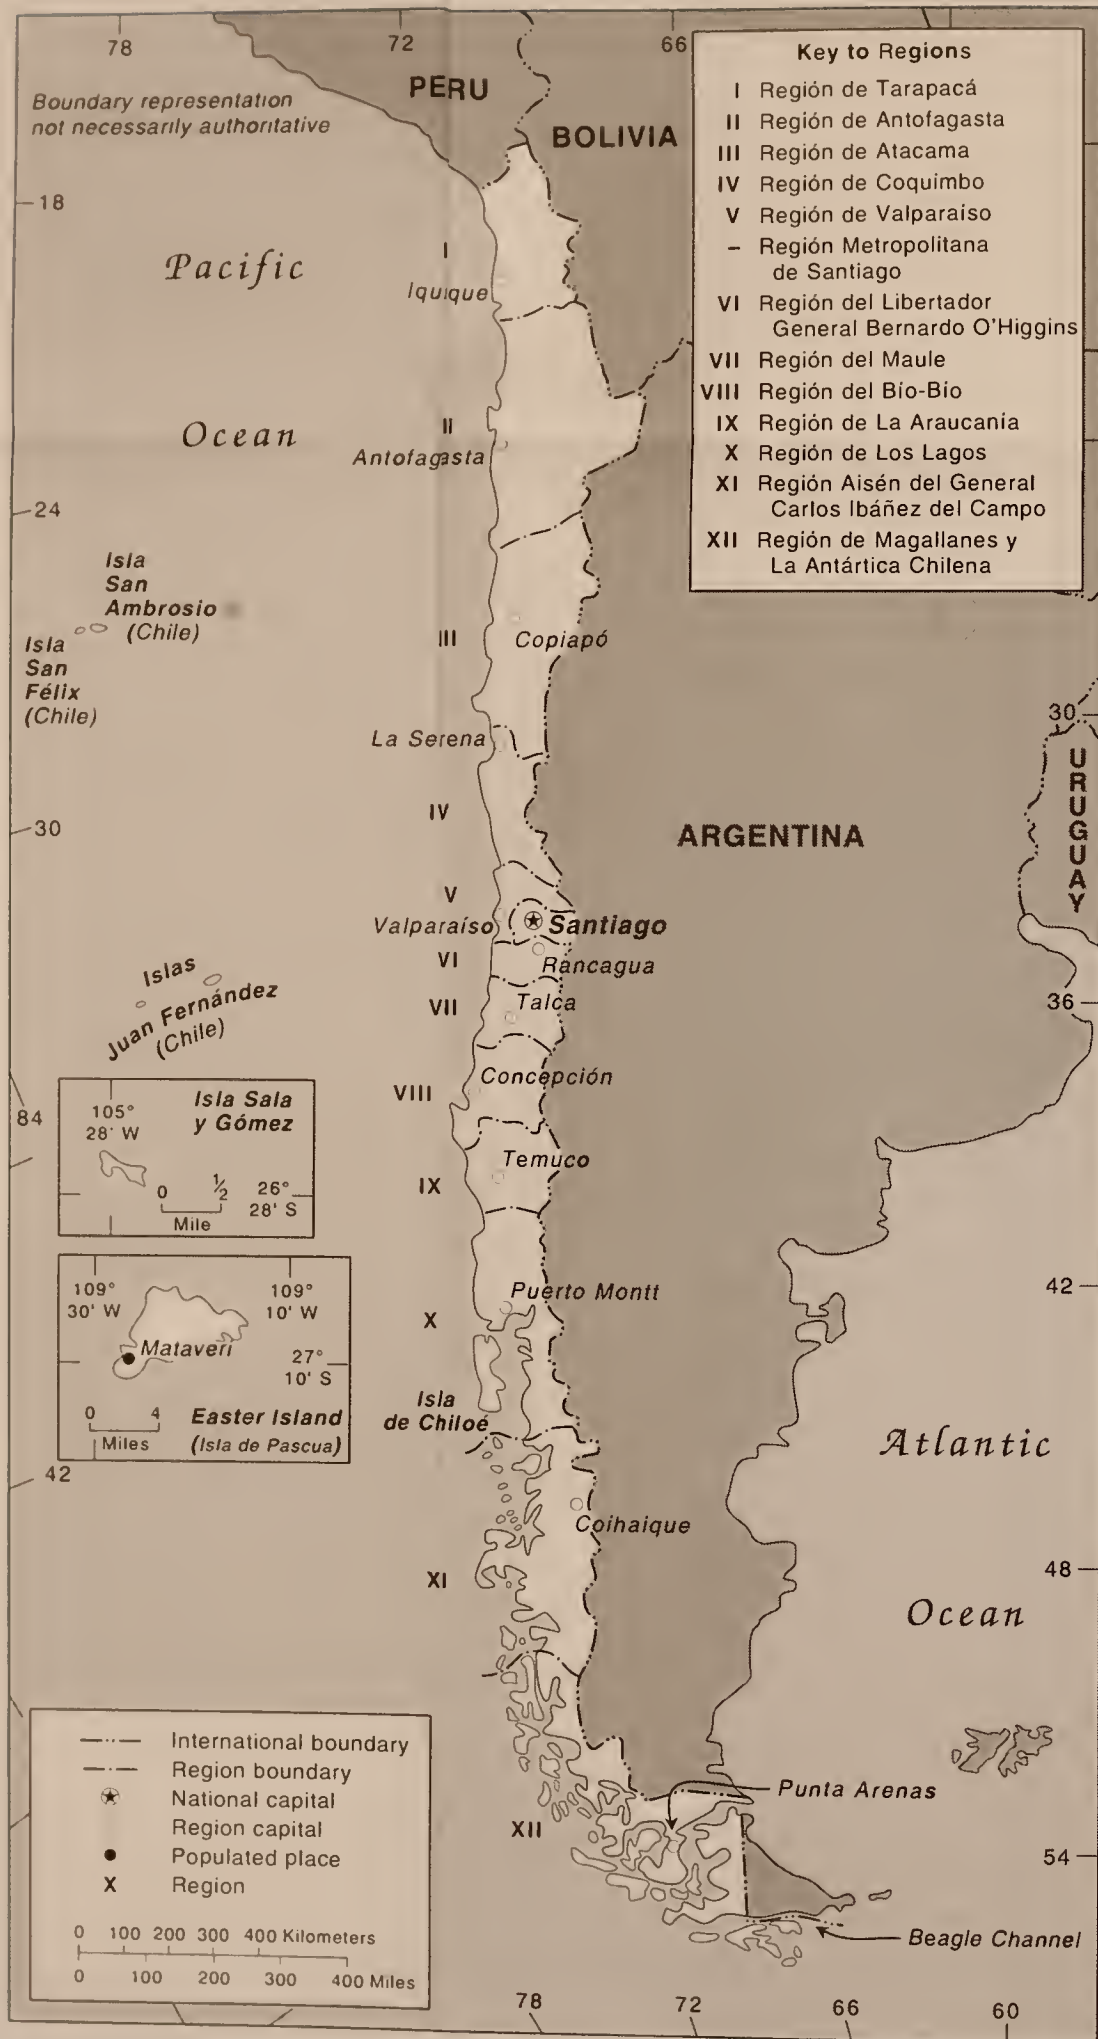 78
72
66
PERU
BOLIVIA
Boundary representation
not necessarily authoritative
Key to Regions
I Región de Tarapacá
II Región de Antofagasta
III Región de Atacama
IV Región de Coquimbo
V Región de Valparaíso
– Región Metropolitana
de Santiago
VI Región del Libertador
General Bernardo O'Higgins
VII Región del Maule
VIII Región del Bío-Bío
IX Región de La Araucanía
X Región de Los Lagos
XI Región Aisén del General
Carlos Ibáñez del Campo
XII Región de Magallanes y
La Antártica Chilena
18
Pacific
Ocean
I
Iquique
II
Antofagasta
24
Isla
San
Ambrosio
(Chile)
Isla
San
Félix
(Chile)
III
Copiapó
La Serena
30
URUGUAY
30
IV
ARGENTINA
V
Valparaíso
Santiago
VI
Rancagua
VII
Talca
36
Islas
Juan Fernández
(Chile)
VIII
Concepción
84
105°
28' W
Isla Sala
y Gómez
0 ½
Mile
26°
28' S
IX
Temuco
109°
30' W
109°
10' W
Mataveri
27°
10' S
0 4
Miles
Easter Island
(Isla de Pascua)
Puerto Montt
X
42
Isla
de Chiloé
42
Atlantic
Ocean
Coihaique
XI
48
International boundary
Region boundary
National capital
Region capital
Populated place
X Region
0 100 200 300 400 Kilometers
0 100 200 300 400 Miles
XII
Punta Arenas
54
Beagle Channel
78
72
66
60